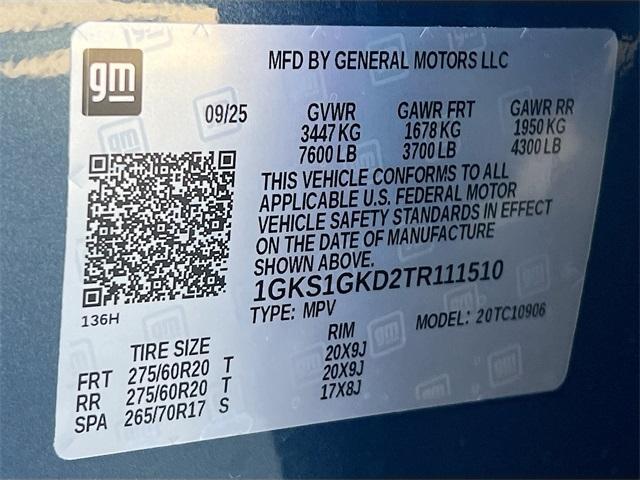 gm
MFD BY GENERAL MOTORS LLC
09/25 GVWR GAWR FRT GAWR RR
3447 KG 1678 KG 1950 KG
7600 LB 3700 LB 4300 LB
THIS VEHICLE CONFORMS TO ALL
APPLICABLE U.S. FEDERAL MOTOR
VEHICLE SAFETY STANDARDS IN EFFECT
ON THE DATE OF MANUFACTURE
SHOWN ABOVE.
1GKS1GKD2TR111510
136H
TYPE: MPV MODEL: 20TC10906
TIRE SIZE RIM
FRT 275/60R20 T 20X9J
RR 275/60R20 T 20X9J
SPA 265/70R17 S 17X8J